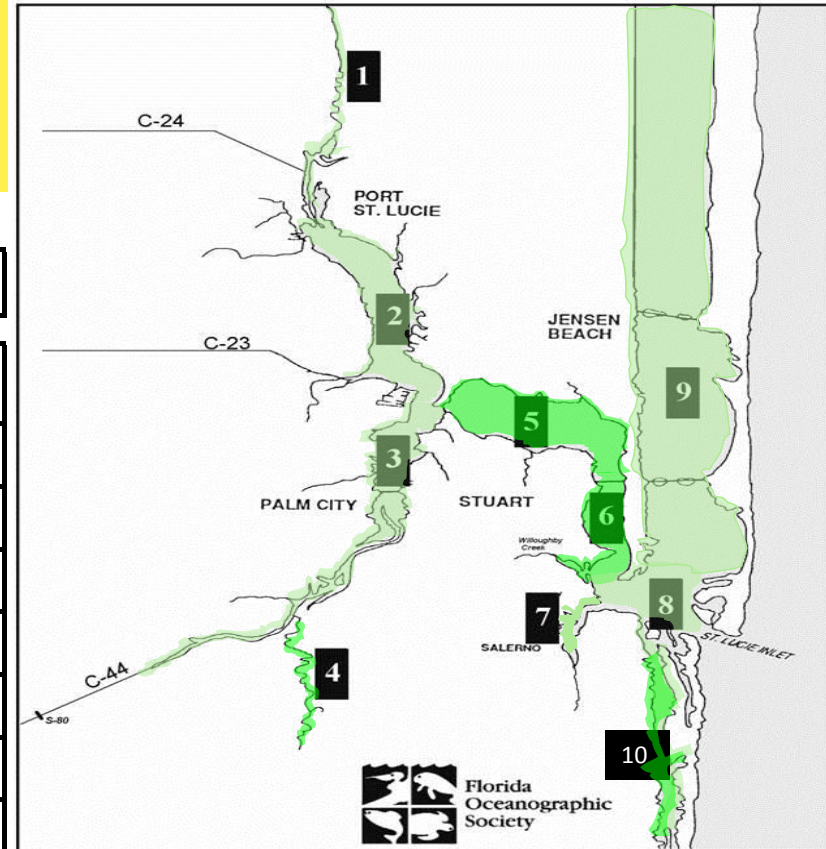 1
C-24
PORT
ST. LUCIE
2
JENSEN
BEACH
C-23
9
5
3
PALM CITY
STUART
6
Willoughby
Creek
7
8
SALERNO
ST. LUCIE INLET
4
C-44
S-80
10
Florida
Oceanographic
Society